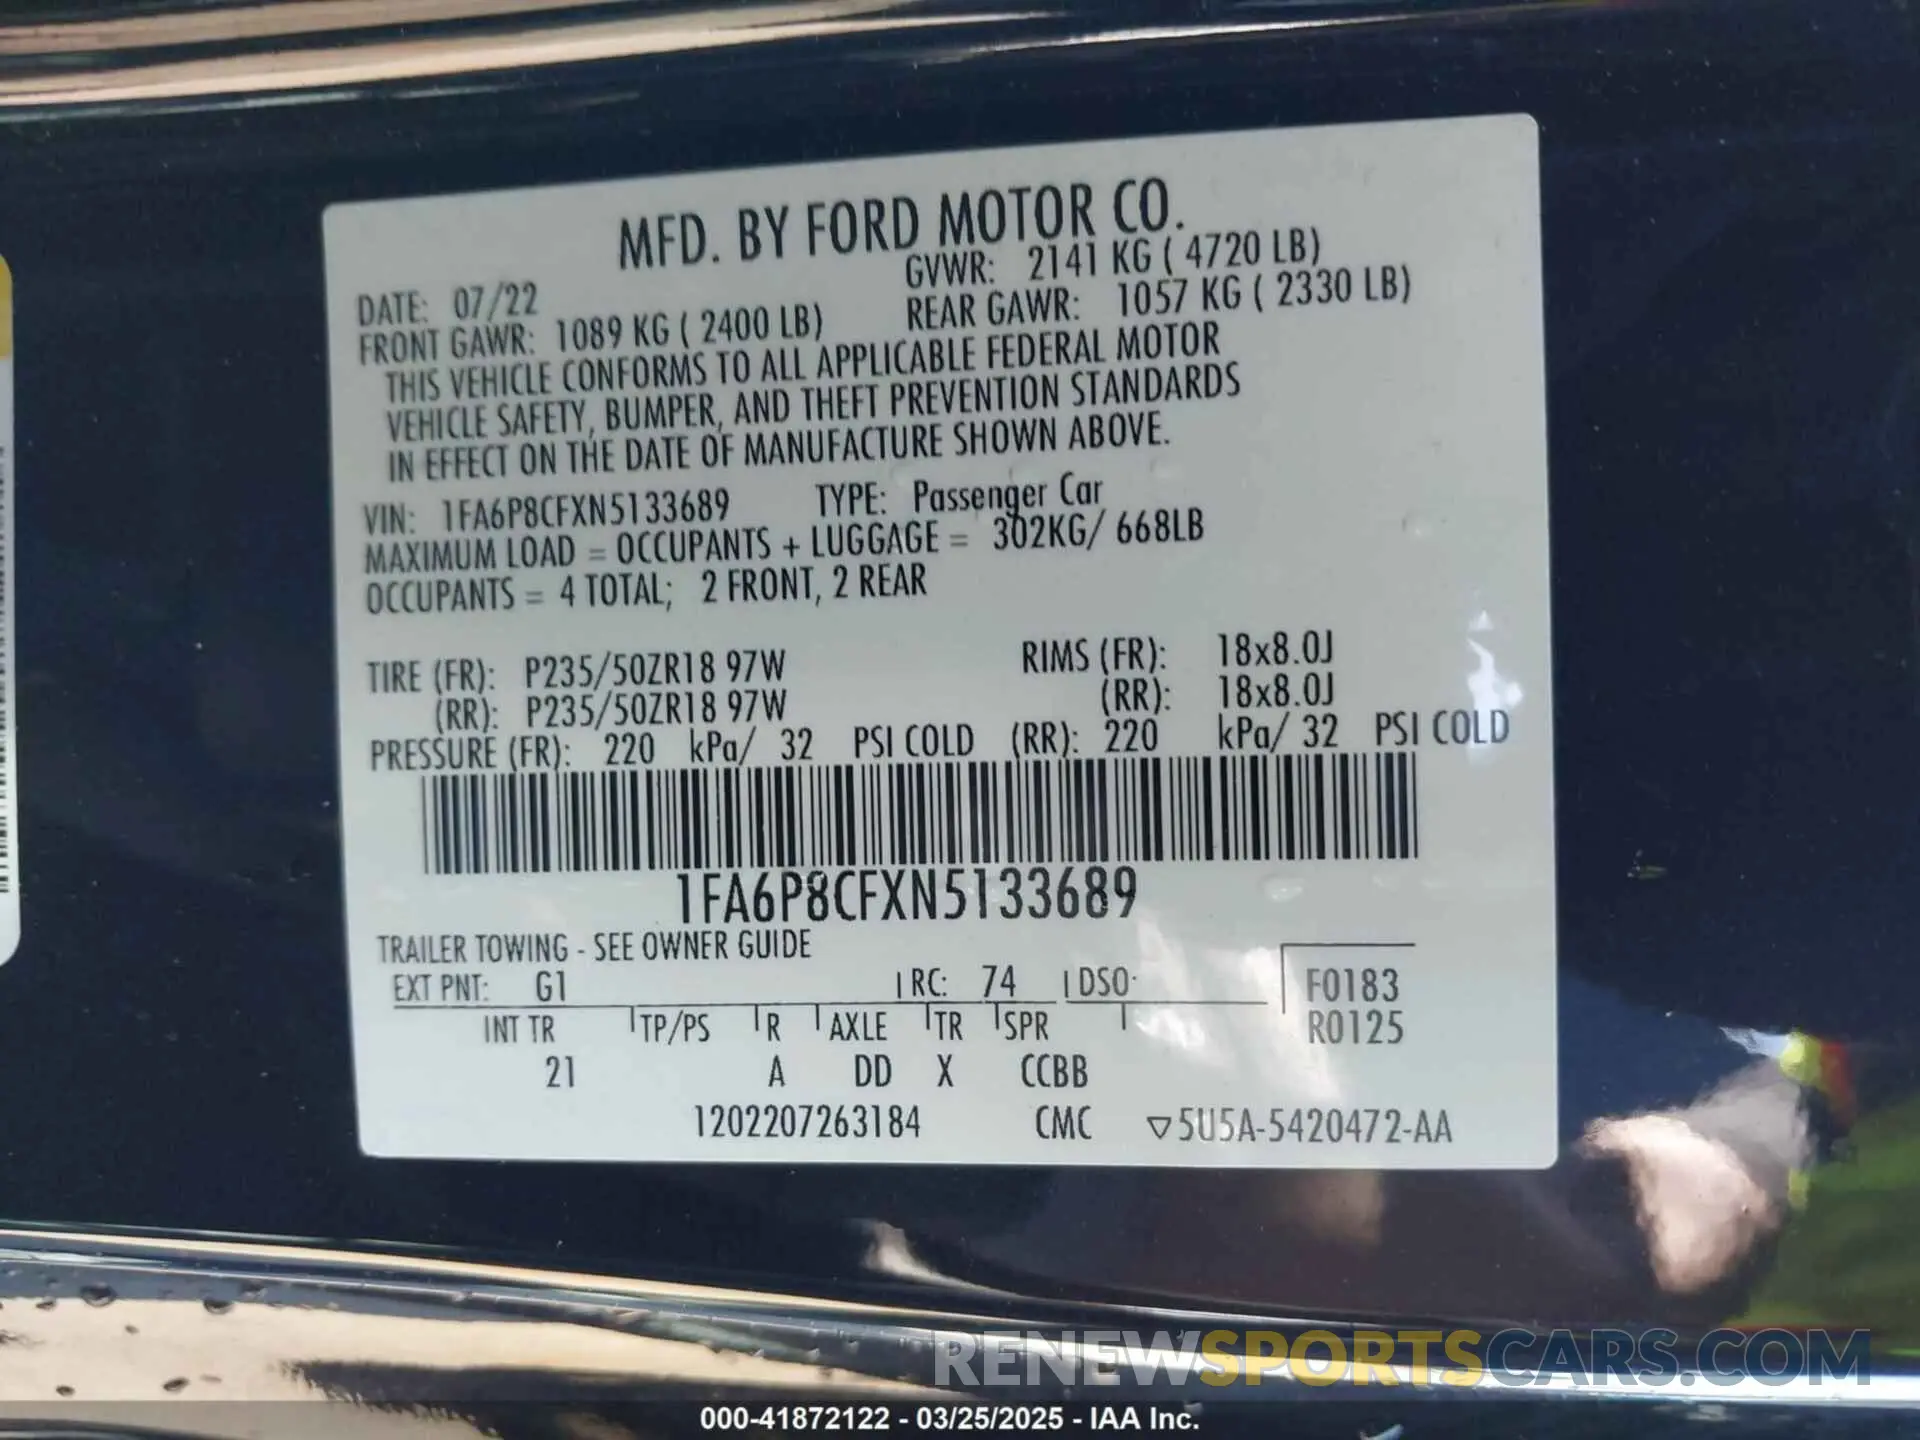 MFD. BY FORD MOTOR CO.
DATE: 07/22 GVWR: 2141 KG ( 4720 LB)
FRONT GAWR: 1089 KG ( 2400 LB) REAR GAWR: 1057 KG ( 2330 LB)
THIS VEHICLE CONFORMS TO ALL APPLICABLE FEDERAL MOTOR
VEHICLE SAFETY, BUMPER, AND THEFT PREVENTION STANDARDS
IN EFFECT ON THE DATE OF MANUFACTURE SHOWN ABOVE.
VIN: 1FA6P8CFXN5133689 TYPE: Passenger Car
MAXIMUM LOAD = OCCUPANTS + LUGGAGE = 302KG/ 668LB
OCCUPANTS = 4 TOTAL; 2 FRONT, 2 REAR
TIRE (FR): P235/50ZR18 97W RIMS (FR): 18x8.0J
(RR): P235/50ZR18 97W (RR): 18x8.0J
PRESSURE (FR): 220 kPa/ 32 PSI COLD (RR): 220 kPa/ 32 PSI COLD
1FA6P8CFXN5133689
TRAILER TOWING - SEE OWNER GUIDE
EXT PNT: G1 RC: 74 DSO: F0183
INT TR TP/PS R AXLE TR SPR R0125
21 A DD X CCBB
1202207263184 CMC ▽5U5A-5420472-AA
RENEWSPORTSCARS.COM
000-41872122 - 03/25/2025 - IAA Inc.